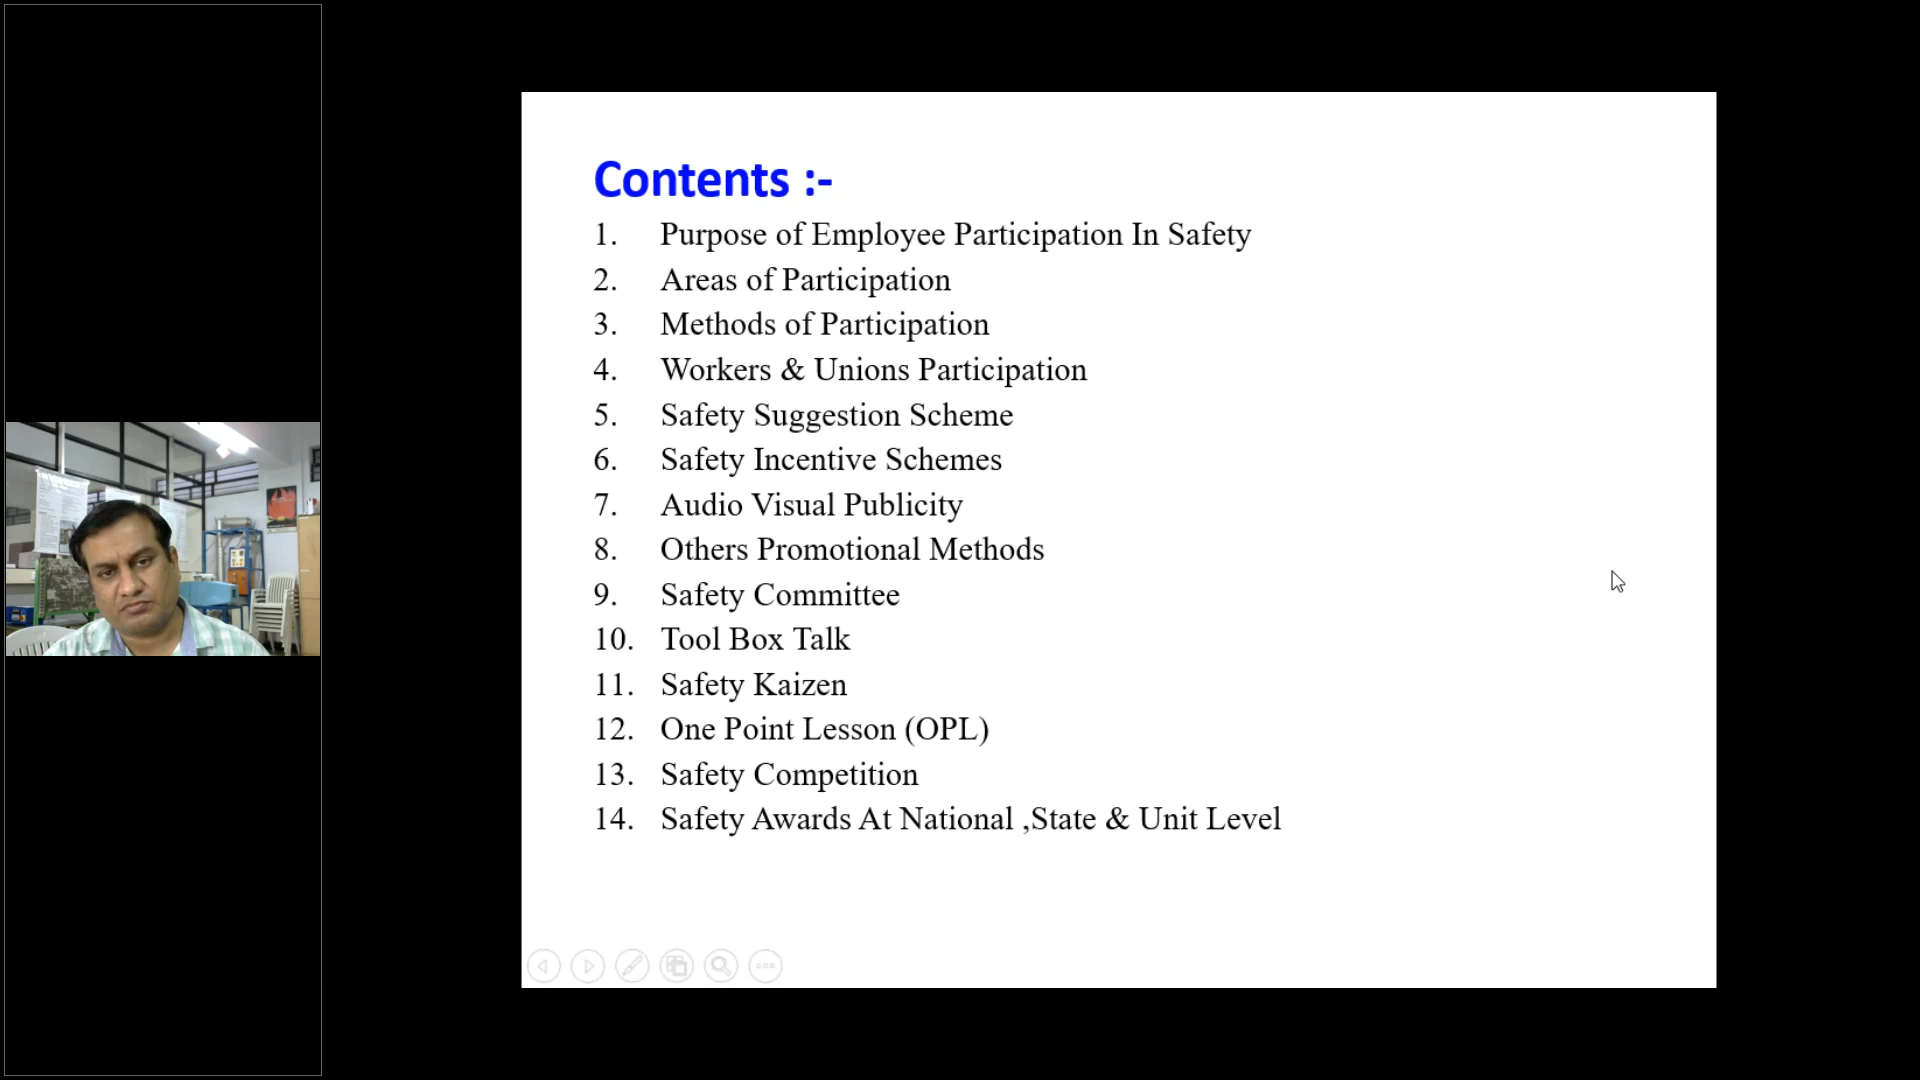 Contents :-
1. Purpose of Employee Participation In Safety
2. Areas of Participation
3. Methods of Participation
4. Workers & Unions Participation
5. Safety Suggestion Scheme
6. Safety Incentive Schemes
7. Audio Visual Publicity
8. Others Promotional Methods
9. Safety Committee
10. Tool Box Talk
11. Safety Kaizen
12. One Point Lesson (OPL)
13. Safety Competition
14. Safety Awards At National ,State & Unit Level